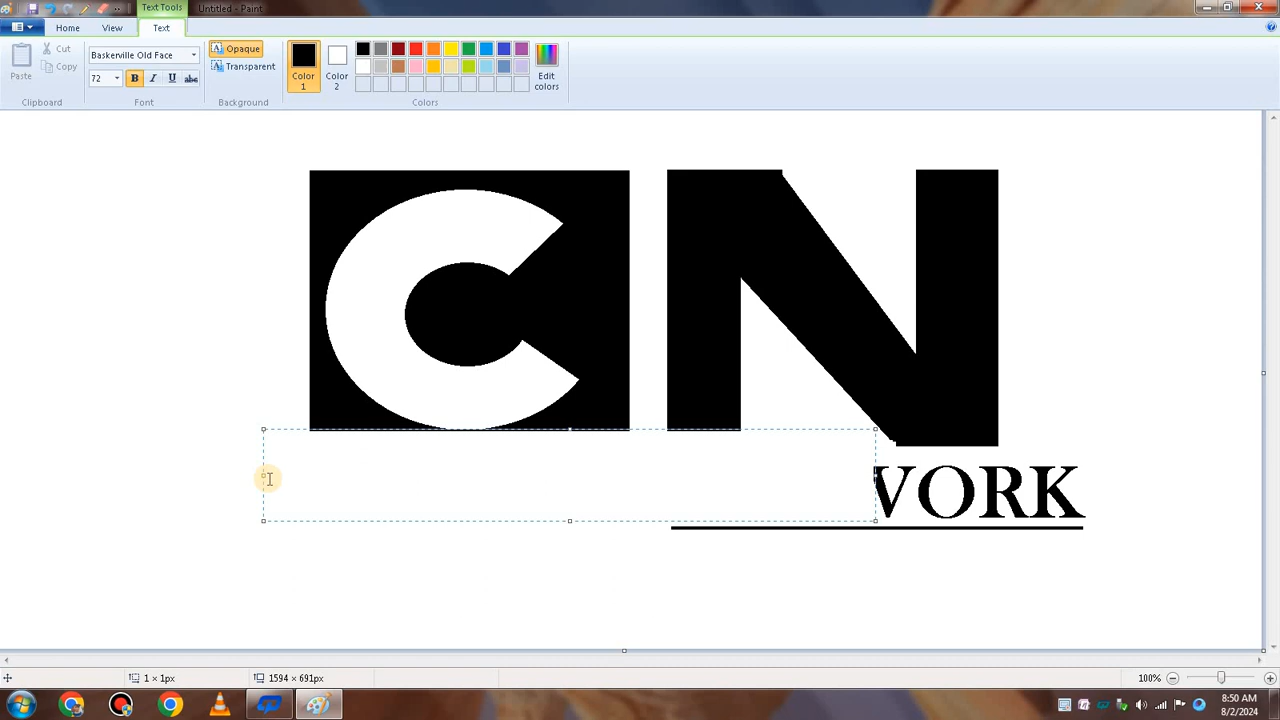 Text Tools
Untitled - Paint
Home View Text
Paste
Cut
Copy
Clipboard
Baskerville Old Face
72 B I U abc
Font
Opaque
Transparent
Background
Color 1
Color 2
Edit colors
Colors
CN
WORK
1 × 1px
1594 × 691px
100%
8:50 AM
8/2/2024